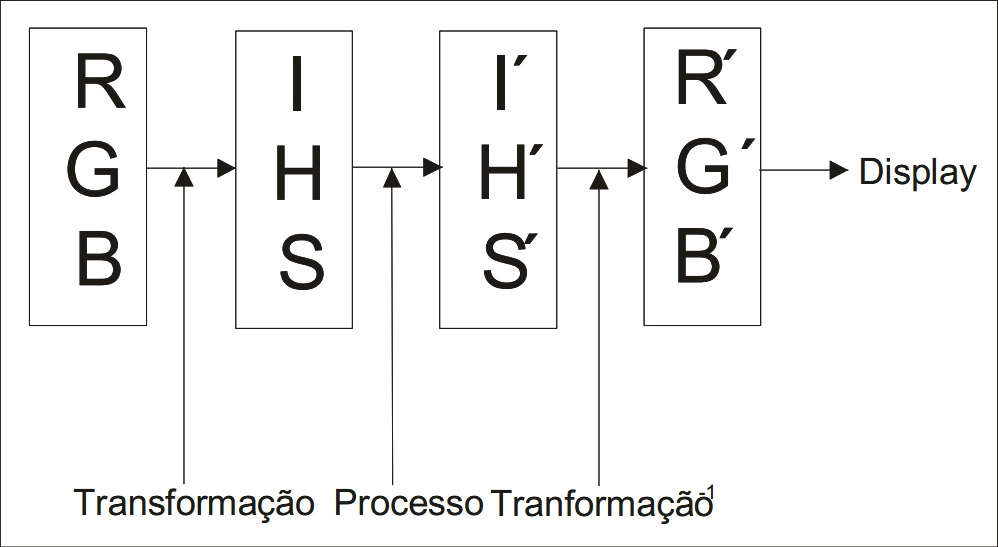 R
G
B
I
H
S
I´
H´
S´
R´
G´
B´
Display
Transformação
Processo
Tranformação-1